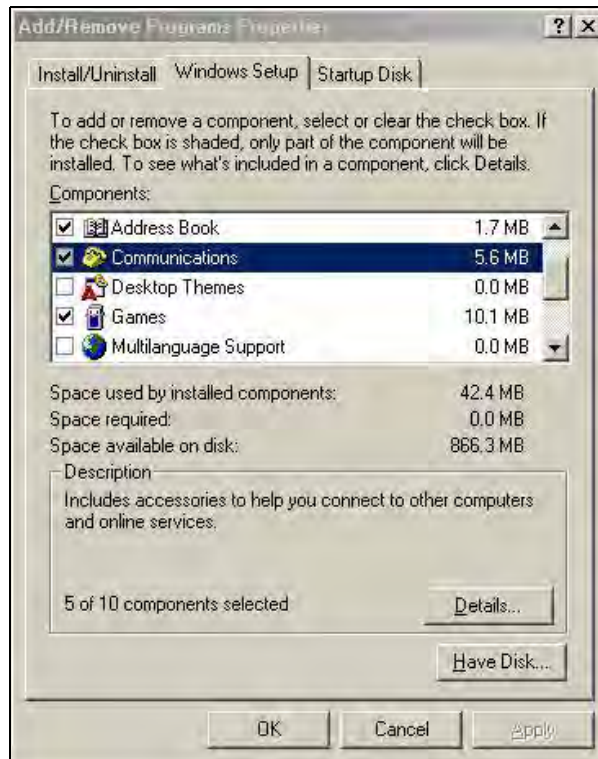 Add/Remove Programs Properties
Install/Uninstall Windows Setup Startup Disk
To add or remove a component, select or clear the check box. If
the check box is shaded, only part of the component will be
installed. To see what's included in a component, click Details.
Components:
Address Book 1.7 MB
Communications 5.6 MB
Desktop Themes 0.0 MB
Games 10.1 MB
Multilanguage Support 0.0 MB
Space used by installed components: 42.4 MB
Space required: 0.0 MB
Space available on disk: 866.3 MB
Description
Includes accessories to help you connect to other computers
and online services.
5 of 10 components selected
Details...
Have Disk...
OK Cancel Apply